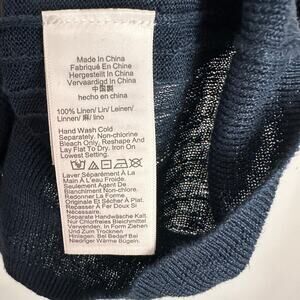 Made In China
Fabriqué En Chine
Hergestellt In China
Vervaardigd In China
中国製
hecho en china
100% Linen/ Lin/ Leinen/
Linnen/ 麻/ lino
Hand Wash Cold
Separately. Non-chlorine
Bleach Only, Reshape And
Lay Flat To Dry. Iron On
Lowest Setting.
Laver Séparément À La
Main À L'eau Froide.
Seulement Agent De
Blanchiment Non-Chloré.
Redonner La Forme
Originale Et Sèchér À Plat.
Repasser À Fer Doux Si
Nécessaire.
Separate Handwäsche Kalt.
Nur Chlorfreies Bleichmittel
Verwenden, In Form Ziehen
Und Zum Trocknen
Hinlegen. Bei Bedarf Bei
Niedriger Wärme Bügeln.